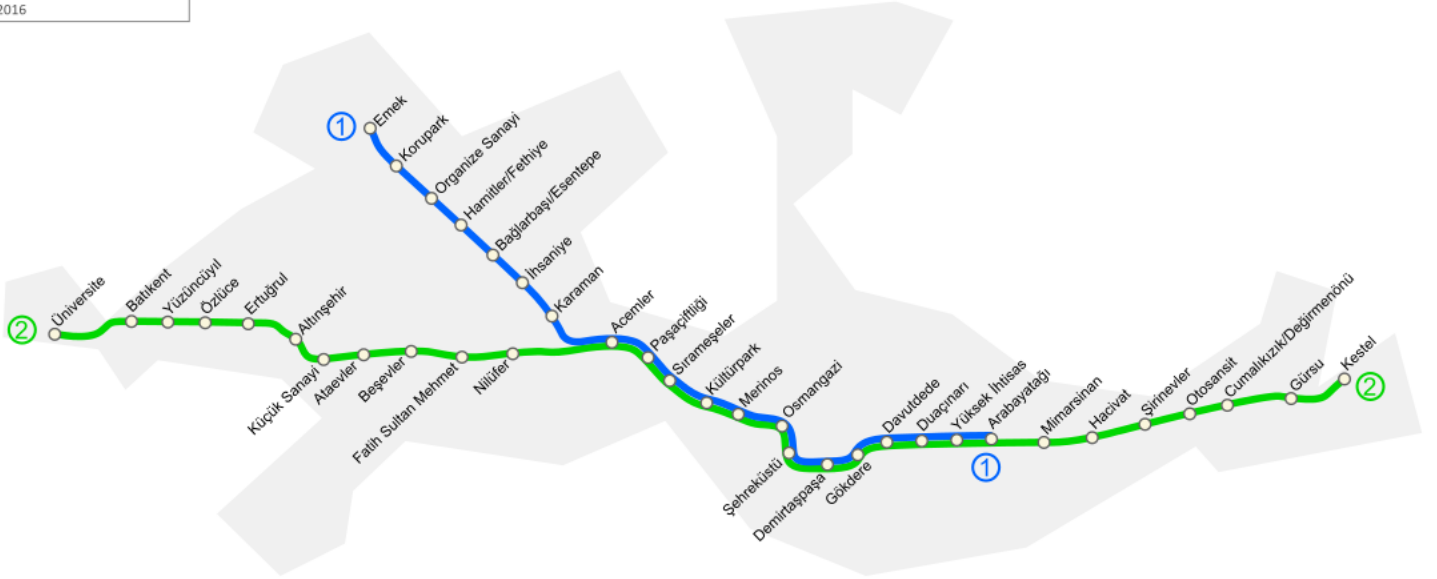 2016
1
Emek
Korupark
Organize Sanayi
Hamitler/Fethiye
Bağlarbaşı/Esentepe
İhsaniye
Karaman
2
Üniversite
Batıkent
Yüzüncüyıl
Özlüce
Ertuğrul
Altınşehir
Küçük Sanayi
Ataevler
Beşevler
Fatih Sultan Mehmet
Nilüfer
Acemler
Paşaçiftliği
Sırameşeler
Kültürpark
Merinos
Osmangazi
Şehreküstü
Demirtaşpaşa
Gökdere
Davutdede
Duaçınarı
Yüksek İhtisas
Arabayatağı
1
Mimarsinan
Hacivat
Şirinevler
Otosansit
Cumalıkızık/Değirmenönü
Gürsu
Kestel
2